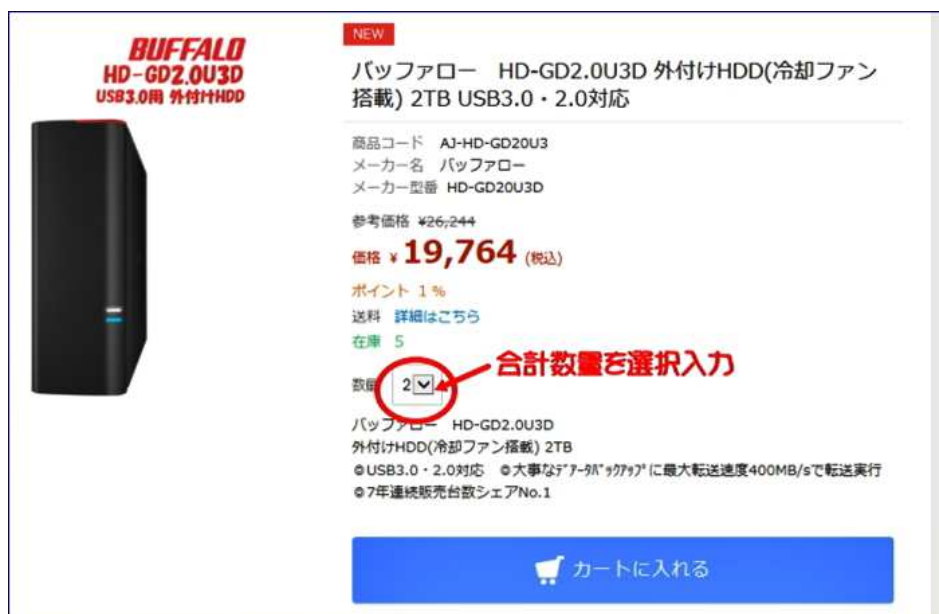 BUFFALO
HD-GD2.0U3D
USB3.0用 外付けHDD
NEW
バッファロー　HD-GD2.0U3D 外付けHDD(冷却ファン
搭載) 2TB USB3.0・2.0対応
商品コード AJ-HD-GD20U3
メーカー名 バッファロー
メーカー型番 HD-GD20U3D
参考価格 ¥26,244
価格 ¥ 19,764 (税込)
ポイント 1%
送料 詳細はこちら
在庫 5
合計数量を選択入力
数量 2
バッファロー　HD-GD2.0U3D
外付けHDD(冷却ファン搭載) 2TB
◎USB3.0・2.0対応　◎大事なﾃﾞｰﾀﾊﾞｯｸｱｯﾌﾟに最大転送速度400MB/sで転送実行
◎7年連続販売台数シェアNo.1
カートに入れる